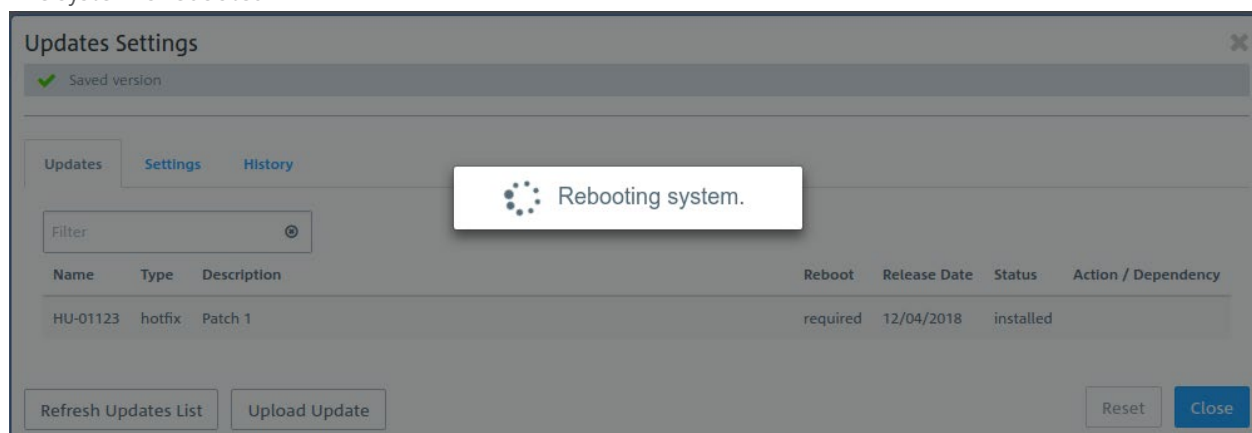 Updates Settings
Saved version
Updates Settings History
Rebooting system.
Filter
Name Type Description Reboot Release Date Status Action / Dependency
HU-01123 hotfix Patch 1 required 12/04/2018 installed
Refresh Updates List Upload Update Reset Close